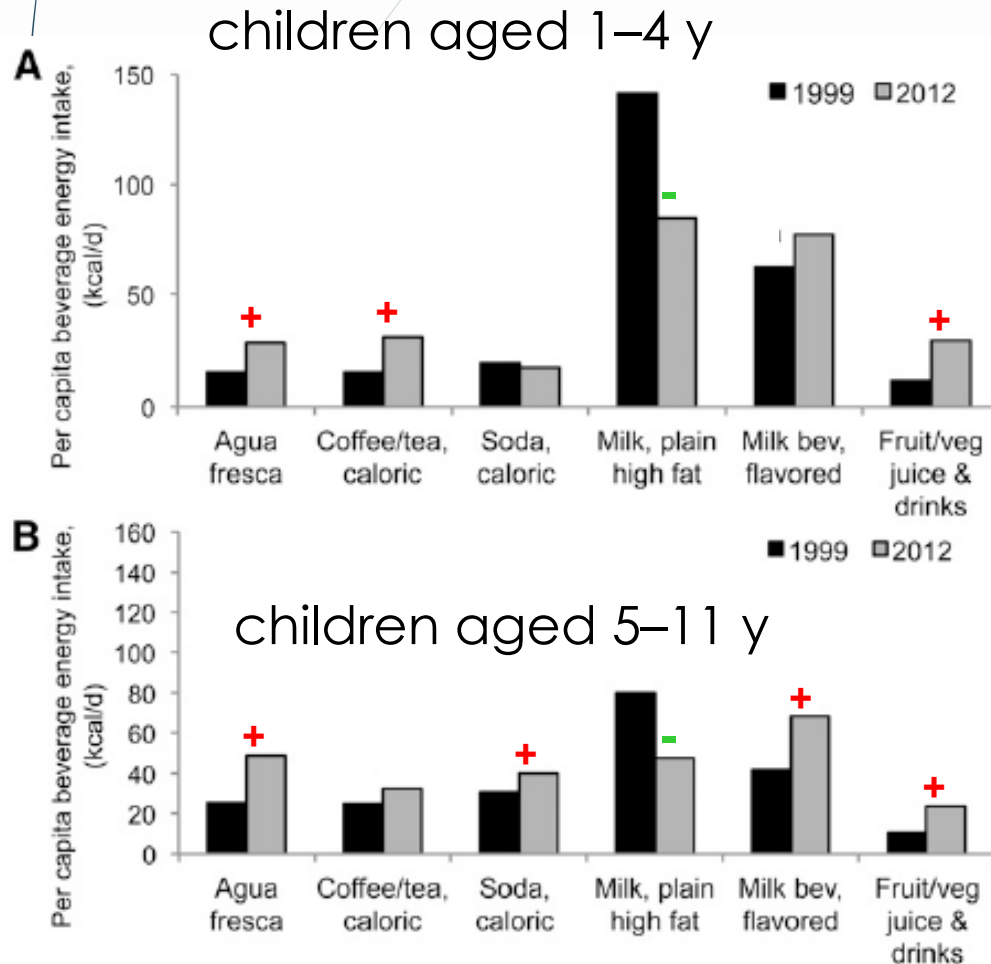 children aged 1–4 y
A
Per capita beverage energy intake,
(kcal/d)
150
100
50
0
1999 2012
+
+
-
+
Agua
fresca
Coffee/tea,
caloric
Soda,
caloric
Milk, plain
high fat
Milk bev,
flavored
Fruit/veg
juice &
drinks
B
Per capita beverage energy intake,
(kcal/d)
160
140
120
100
80
60
40
20
0
1999 2012
children aged 5–11 y
+
+
-
+
+
Agua
fresca
Coffee/tea,
caloric
Soda,
caloric
Milk, plain
high fat
Milk bev,
flavored
Fruit/veg
juice &
drinks